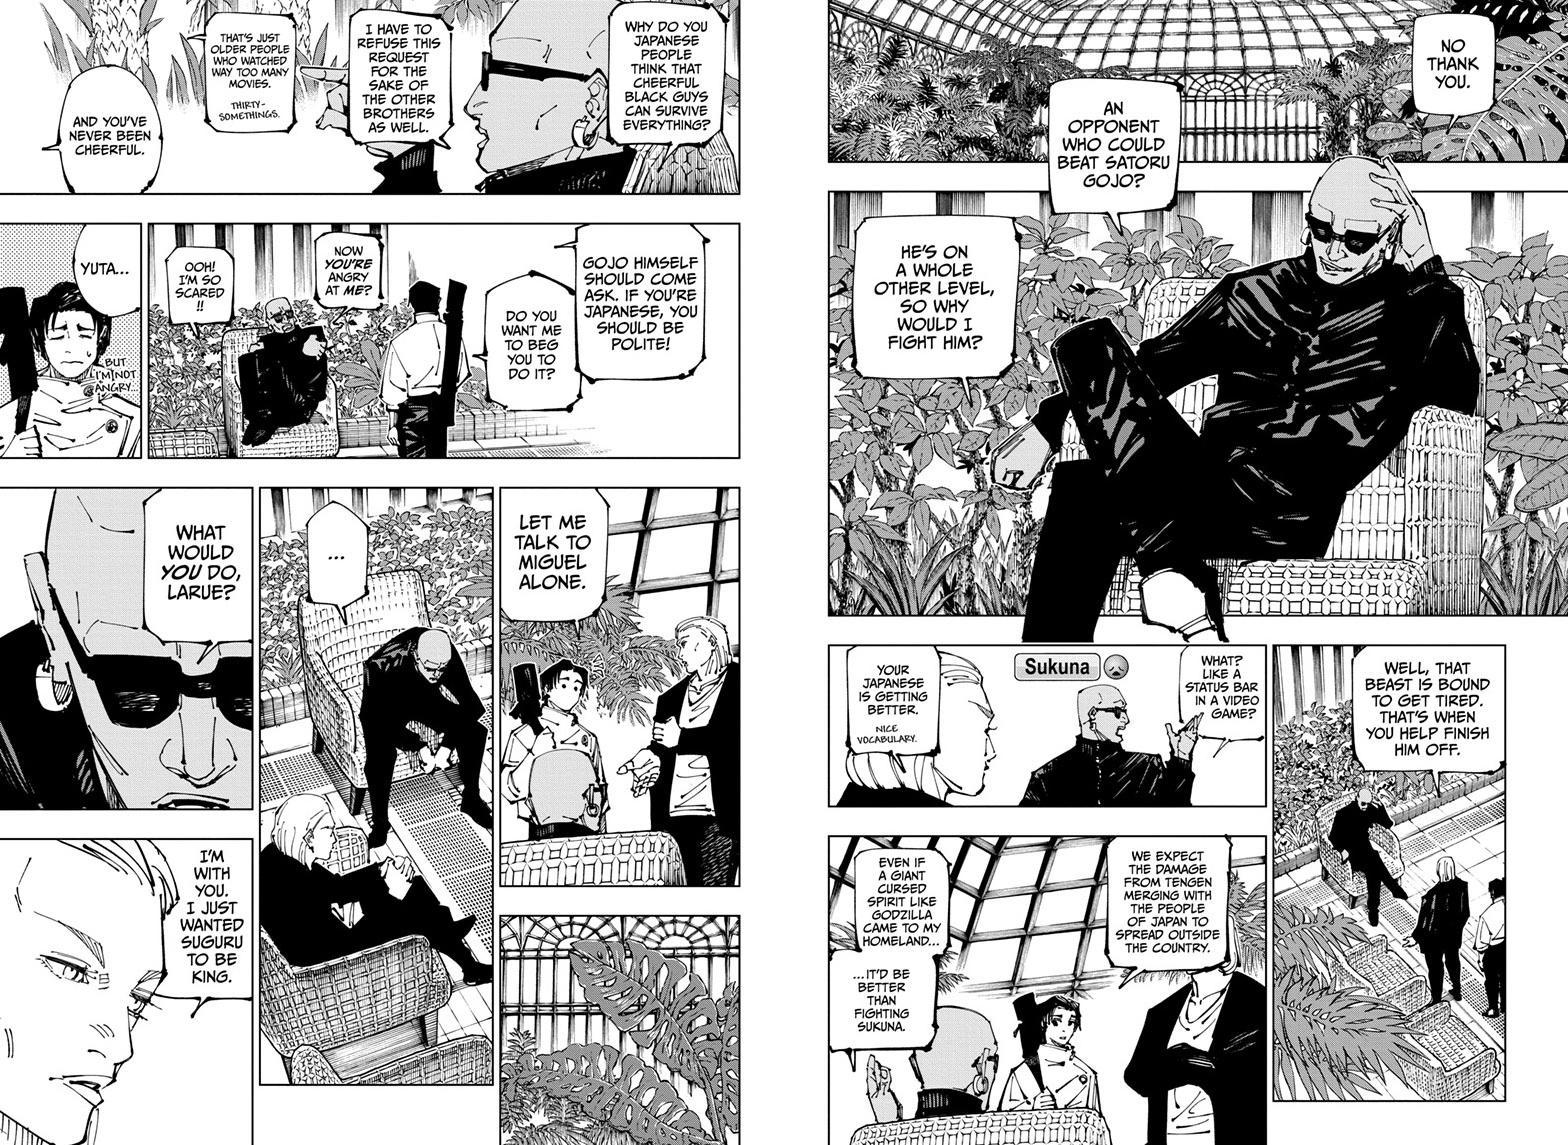 NO
THANK
YOU.
AN
OPPONENT
WHO COULD
BEAT SATORU
GOJO?
HE'S ON
A WHOLE
OTHER LEVEL,
SO WHY
WOULD I
FIGHT HIM?
WELL, THAT
BEAST IS BOUND
TO GET TIRED.
THAT'S WHEN
YOU HELP FINISH
HIM OFF.
WHAT?
LIKE A
STATUS BAR
IN A VIDEO
GAME?
Sukuna
YOUR
JAPANESE
IS GETTING
BETTER.
NICE
VOCABULARY.
WE EXPECT
THE DAMAGE
FROM TENGEN
MERGING WITH
THE PEOPLE
OF JAPAN TO
SPREAD OUTSIDE
THE COUNTRY.
EVEN IF
A GIANT
CURSED
SPIRIT LIKE
GODZILLA
CAME TO MY
HOMELAND...
...IT'D BE
BETTER
THAN
FIGHTING
SUKUNA.
WHY DO YOU
JAPANESE
PEOPLE
THINK THAT
CHEERFUL
BLACK GUYS
CAN SURVIVE
EVERYTHING?
I HAVE TO
REFUSE THIS
REQUEST
FOR THE
SAKE OF
THE OTHER
BROTHERS
AS WELL.
THAT'S JUST
OLDER PEOPLE
WHO WATCHED
WAY TOO MANY
MOVIES.
THIRTY-
SOMETHINGS.
AND YOU'VE
NEVER BEEN
CHEERFUL.
GOJO HIMSELF
SHOULD COME
ASK. IF YOU'RE
JAPANESE, YOU
SHOULD BE
POLITE!
DO YOU
WANT ME
TO BEG
YOU TO
DO IT?
NOW
YOU'RE
ANGRY
AT ME?
OOH!
I'M SO
SCARED
!!
YUTA...
BUT
I'M NOT
ANGRY...
LET ME
TALK TO
MIGUEL
ALONE.
...
WHAT
WOULD
YOU DO,
LARUE?
I'M
WITH
YOU.
I JUST
WANTED
SUGURU
TO BE
KING.